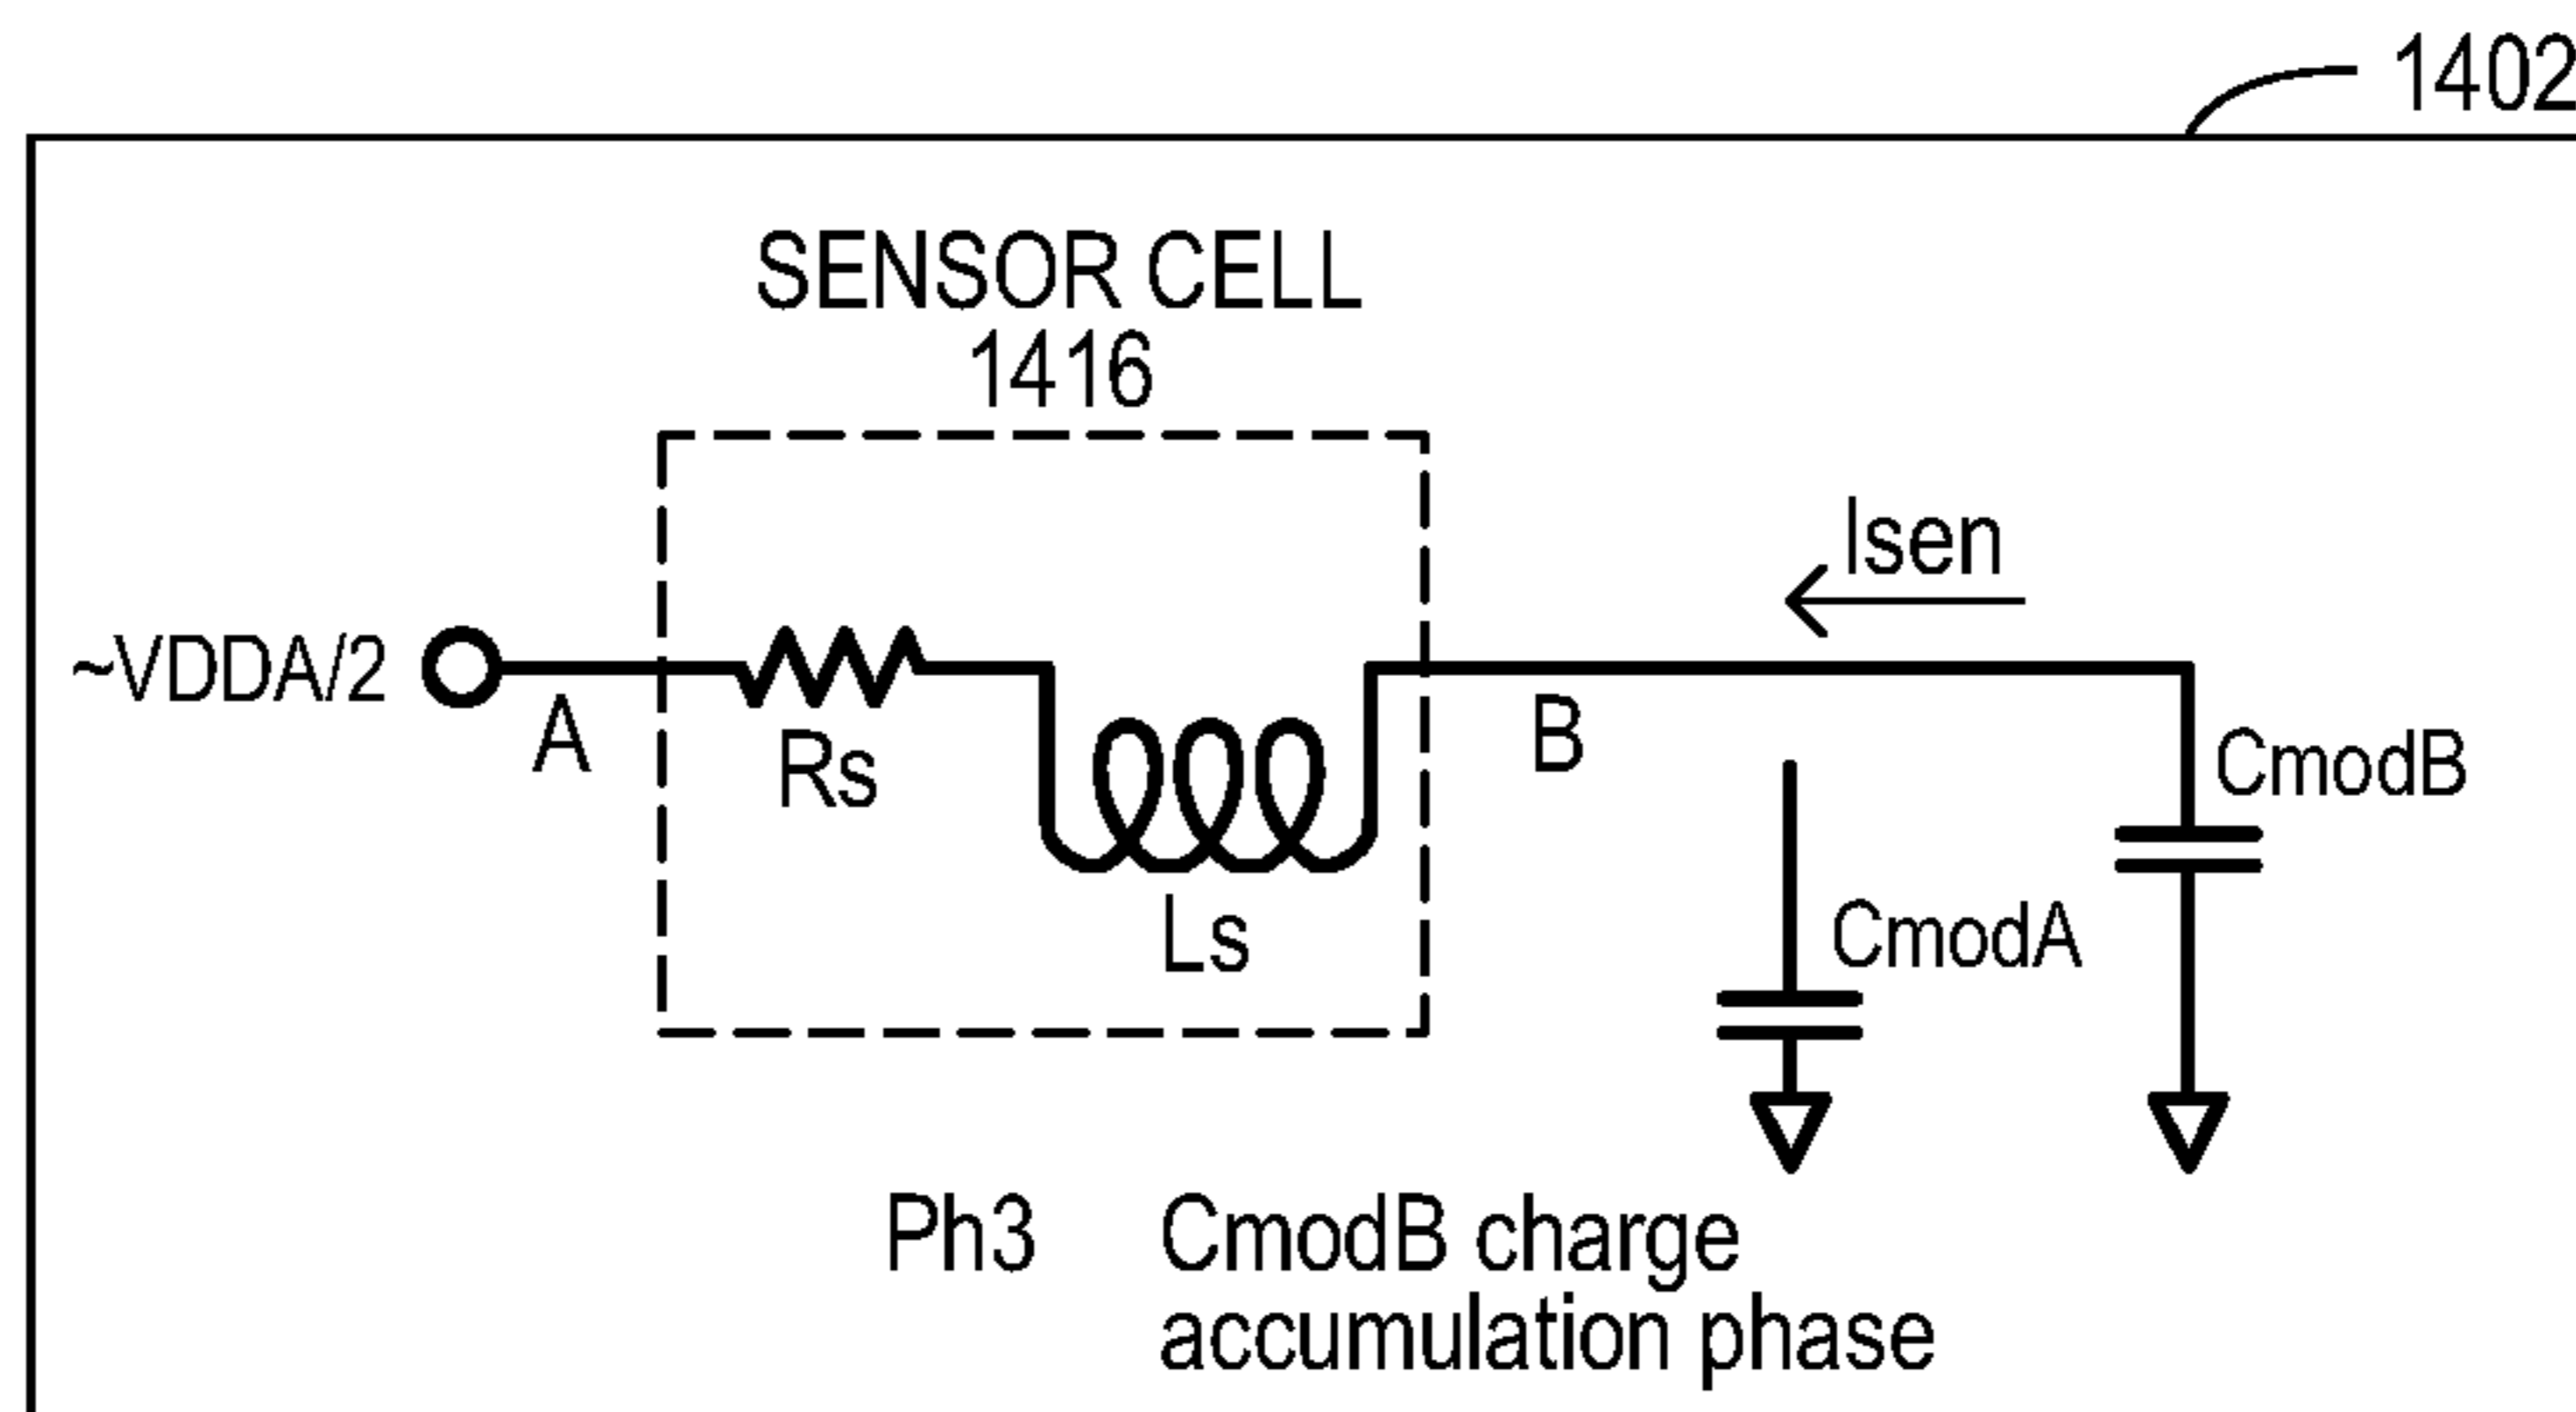 1402
SENSOR CELL
1416
Isen
~VDDA/2
A
Rs
B
CmodB
Ls
CmodA
Ph3 CmodB charge
accumulation phase